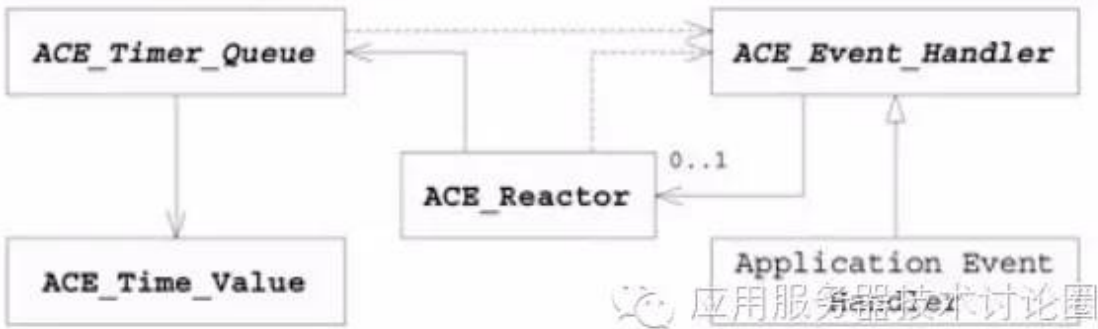 ACE_Timer_Queue
ACE_Event_Handler
0..1
ACE_Reactor
ACE_Time_Value
Application Event
Handler
应用服务器技术讨论圈